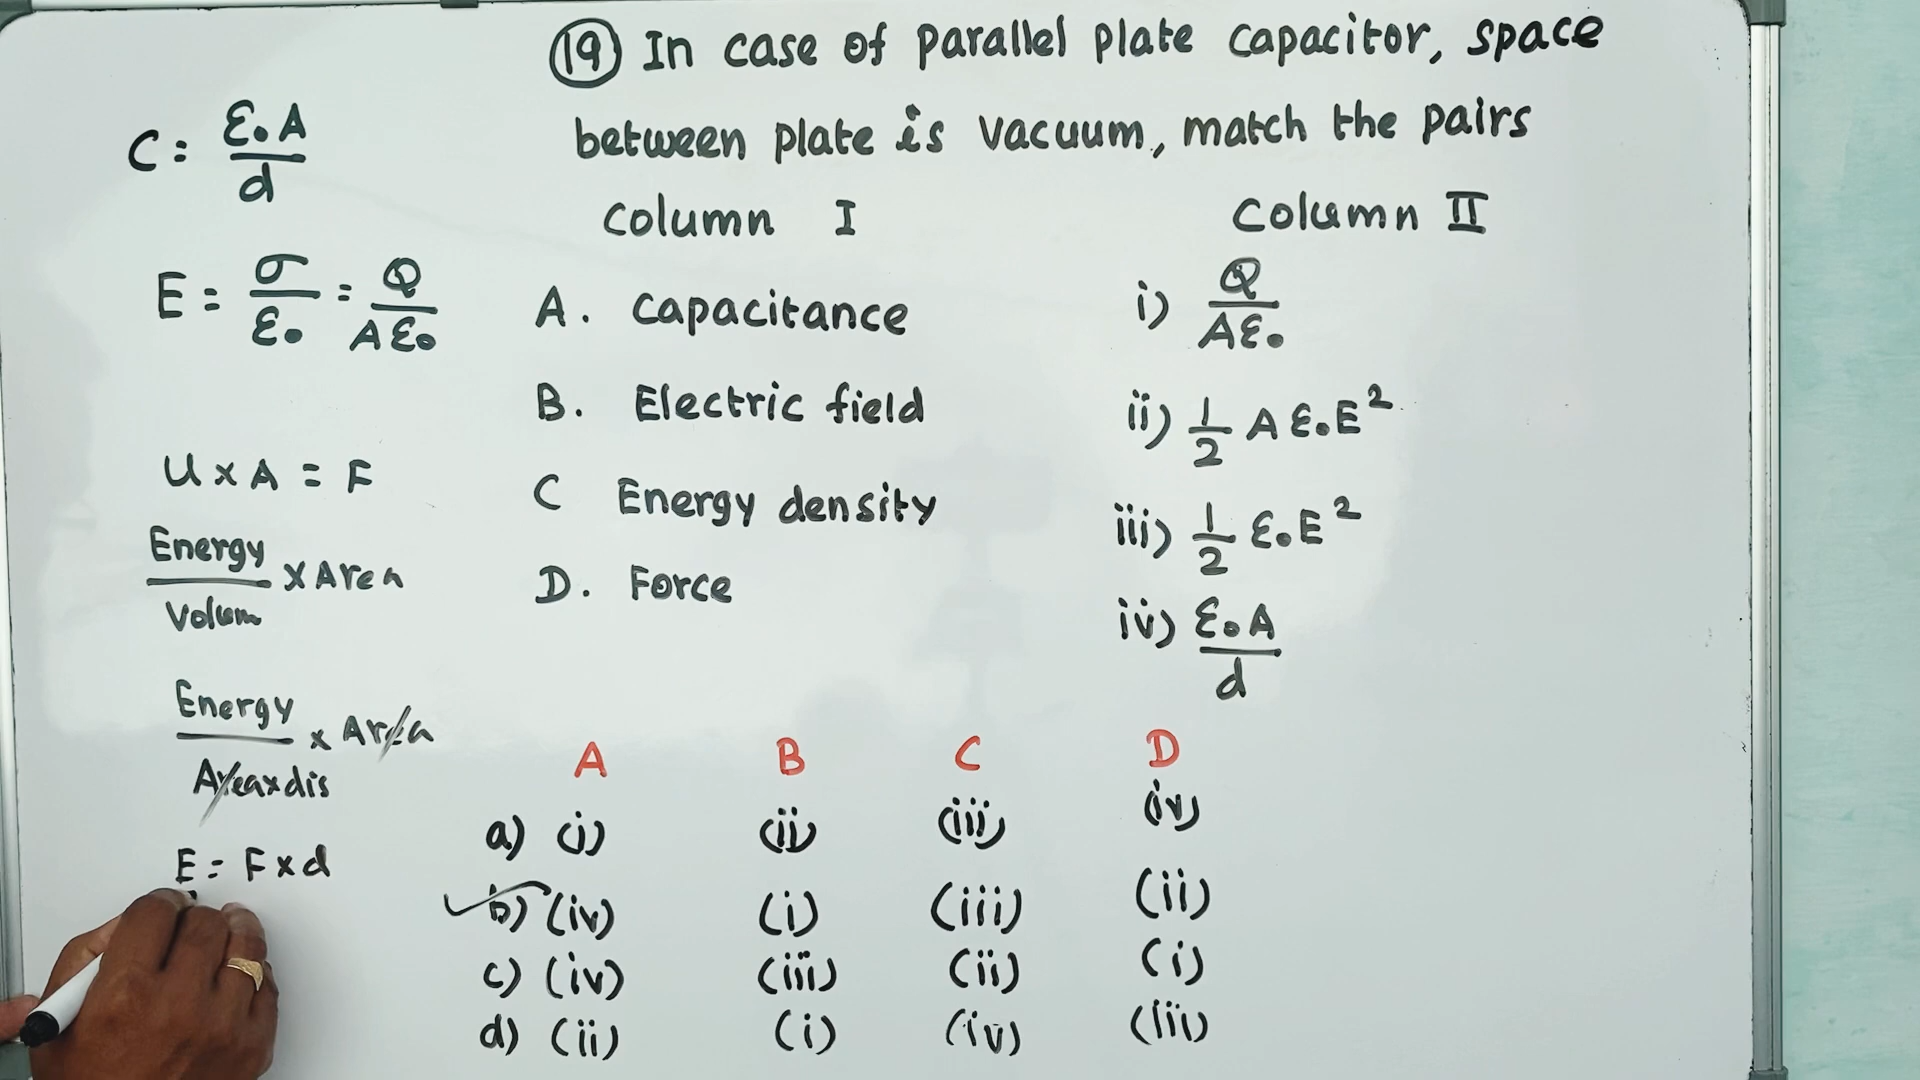 (19) In case of parallel plate capacitor, space
between plate is vacuum, match the pairs
Column I Column II
A. capacitance i) Q/Aε₀
B. Electric field ii) 1/2 A ε₀E²
C Energy density iii) 1/2 ε₀E²
D. Force iv) ε₀A/d
A B C D
a) (i) (ii) (iii) (iv)
b) (iv) (i) (iii) (ii)
c) (iv) (iii) (ii) (i)
d) (ii) (i) (iv) (iii)
C = ε₀A/d
E = σ/ε₀ = Q/Aε₀
U x A = F
Energy/Volum x Area
Energy/Area x dis x Area
E = F x d